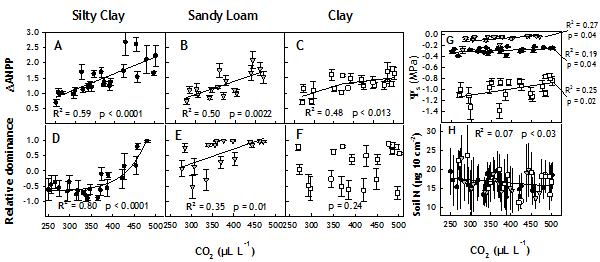 Silty Clay Sandy Loam Clay
ΔANPP
3.0
2.5
2.0
1.5
1.0
0.5
A
R² = 0.59 p < 0.0001
B
R² = 0.50 p = 0.0022
C
R² = 0.48 p < 0.013
Relative dominance
1.0
0.5
0.0
-0.5
-1.0
D
R² = 0.80 p < 0.0001
E
R² = 0.35 p = 0.01
F
p = 0.24
250 300 350 400 450 500 250 300 350 400 450 500 250 300 350 400 450 500
CO₂ (µL L⁻¹)
Ψs (MPa)
0.0
-0.2
-0.4
-0.6
-0.8
-1.0
-1.2
-1.4
G
R² = 0.27
p = 0.04
R² = 0.19
p = 0.04
R² = 0.25
p = 0.02
Soil N (µg 10 cm²)
30
25
20
15
10
H
R² = 0.07 p < 0.03
200 250 300 350 400 450 500
CO₂ (µL L⁻¹)